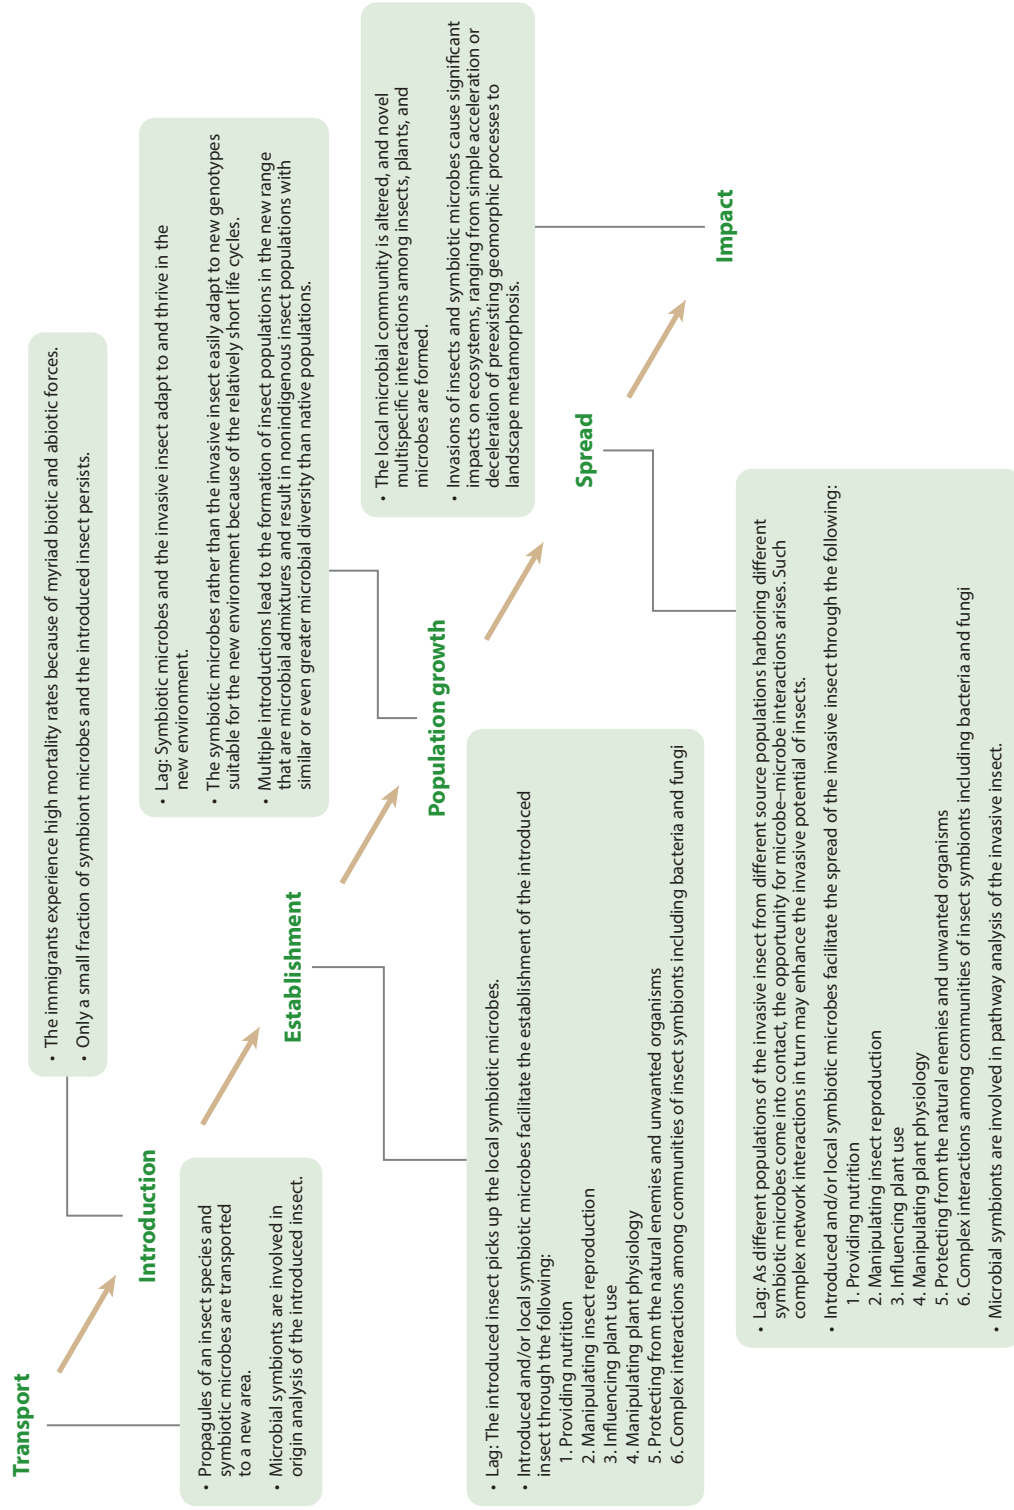 Transport
• Propagules of an insect species and
symbiotic microbes are transported
to a new area.
• Microbial symbionts are involved in
origin analysis of the introduced insect.
Introduction
• The immigrants experience high mortality rates because of myriad biotic and abiotic forces.
• Only a small fraction of symbiont microbes and the introduced insect persists.
Establishment
• Lag: The introduced insect picks up the local symbiotic microbes.
• Introduced and/or local symbiotic microbes facilitate the establishment of the introduced
insect through the following:
1. Providing nutrition
2. Manipulating insect reproduction
3. Influencing plant use
4. Manipulating plant physiology
5. Protecting from the natural enemies and unwanted organisms
6. Complex interactions among communities of insect symbionts including bacteria and fungi
Population growth
• Lag: Symbiotic microbes and the invasive insect adapt to and thrive in the
new environment.
• The symbiotic microbes rather than the invasive insect easily adapt to new genotypes
suitable for the new environment because of the relatively short life cycles.
• Multiple introductions lead to the formation of insect populations in the new range
that are microbial admixtures and result in nonindigenous insect populations with
similar or even greater microbial diversity than native populations.
Spread
• Lag: As different populations of the invasive insect from different source populations harboring different
symbiotic microbes come into contact, the opportunity for microbe–microbe interactions arises. Such
complex network interactions in turn may enhance the invasive potential of insects.
• Introduced and/or local symbiotic microbes facilitate the spread of the invasive insect through the following:
1. Providing nutrition
2. Manipulating insect reproduction
3. Influencing plant use
4. Manipulating plant physiology
5. Protecting from the natural enemies and unwanted organisms
6. Complex interactions among communities of insect symbionts including bacteria and fungi
• Microbial symbionts are involved in pathway analysis of the invasive insect.
Impact
• The local microbial community is altered, and novel
multispecific interactions among insects, plants, and
microbes are formed.
• Invasions of insects and symbiotic microbes cause significant
impacts on ecosystems, ranging from simple acceleration or
deceleration of preexisting geomorphic processes to
landscape metamorphosis.